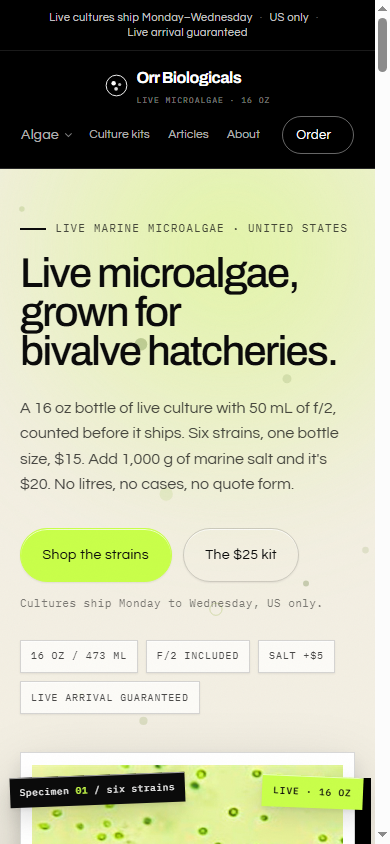 Live cultures ship Monday–Wednesday · US only ·
Live arrival guaranteed
Orr Biologicals
LIVE MICROALGAE · 16 OZ
Algae Culture kits Articles About Order
LIVE MARINE MICROALGAE · UNITED STATES
Live microalgae,
grown for
bivalve hatcheries.
A 16 oz bottle of live culture with 50 mL of f/2,
counted before it ships. Six strains, one bottle
size, $15. Add 1,000 g of marine salt and it's
$20. No litres, no cases, no quote form.
Shop the strains The $25 kit
Cultures ship Monday to Wednesday, US only.
16 OZ / 473 ML F/2 INCLUDED SALT +$5
LIVE ARRIVAL GUARANTEED
Specimen 01 / six strains LIVE · 16 OZ